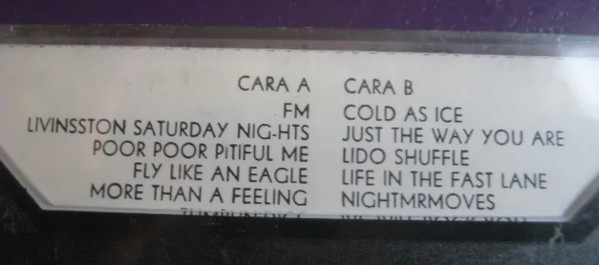 CARA A
FM
LIVINSSTON SATURDAY NIG-HTS
POOR POOR PITIFUL ME
FLY LIKE AN EAGLE
MORE THAN A FEELING
CARA B
COLD AS ICE
JUST THE WAY YOU ARE
LIDO SHUFFLE
LIFE IN THE FAST LANE
NIGHTMRMOVES